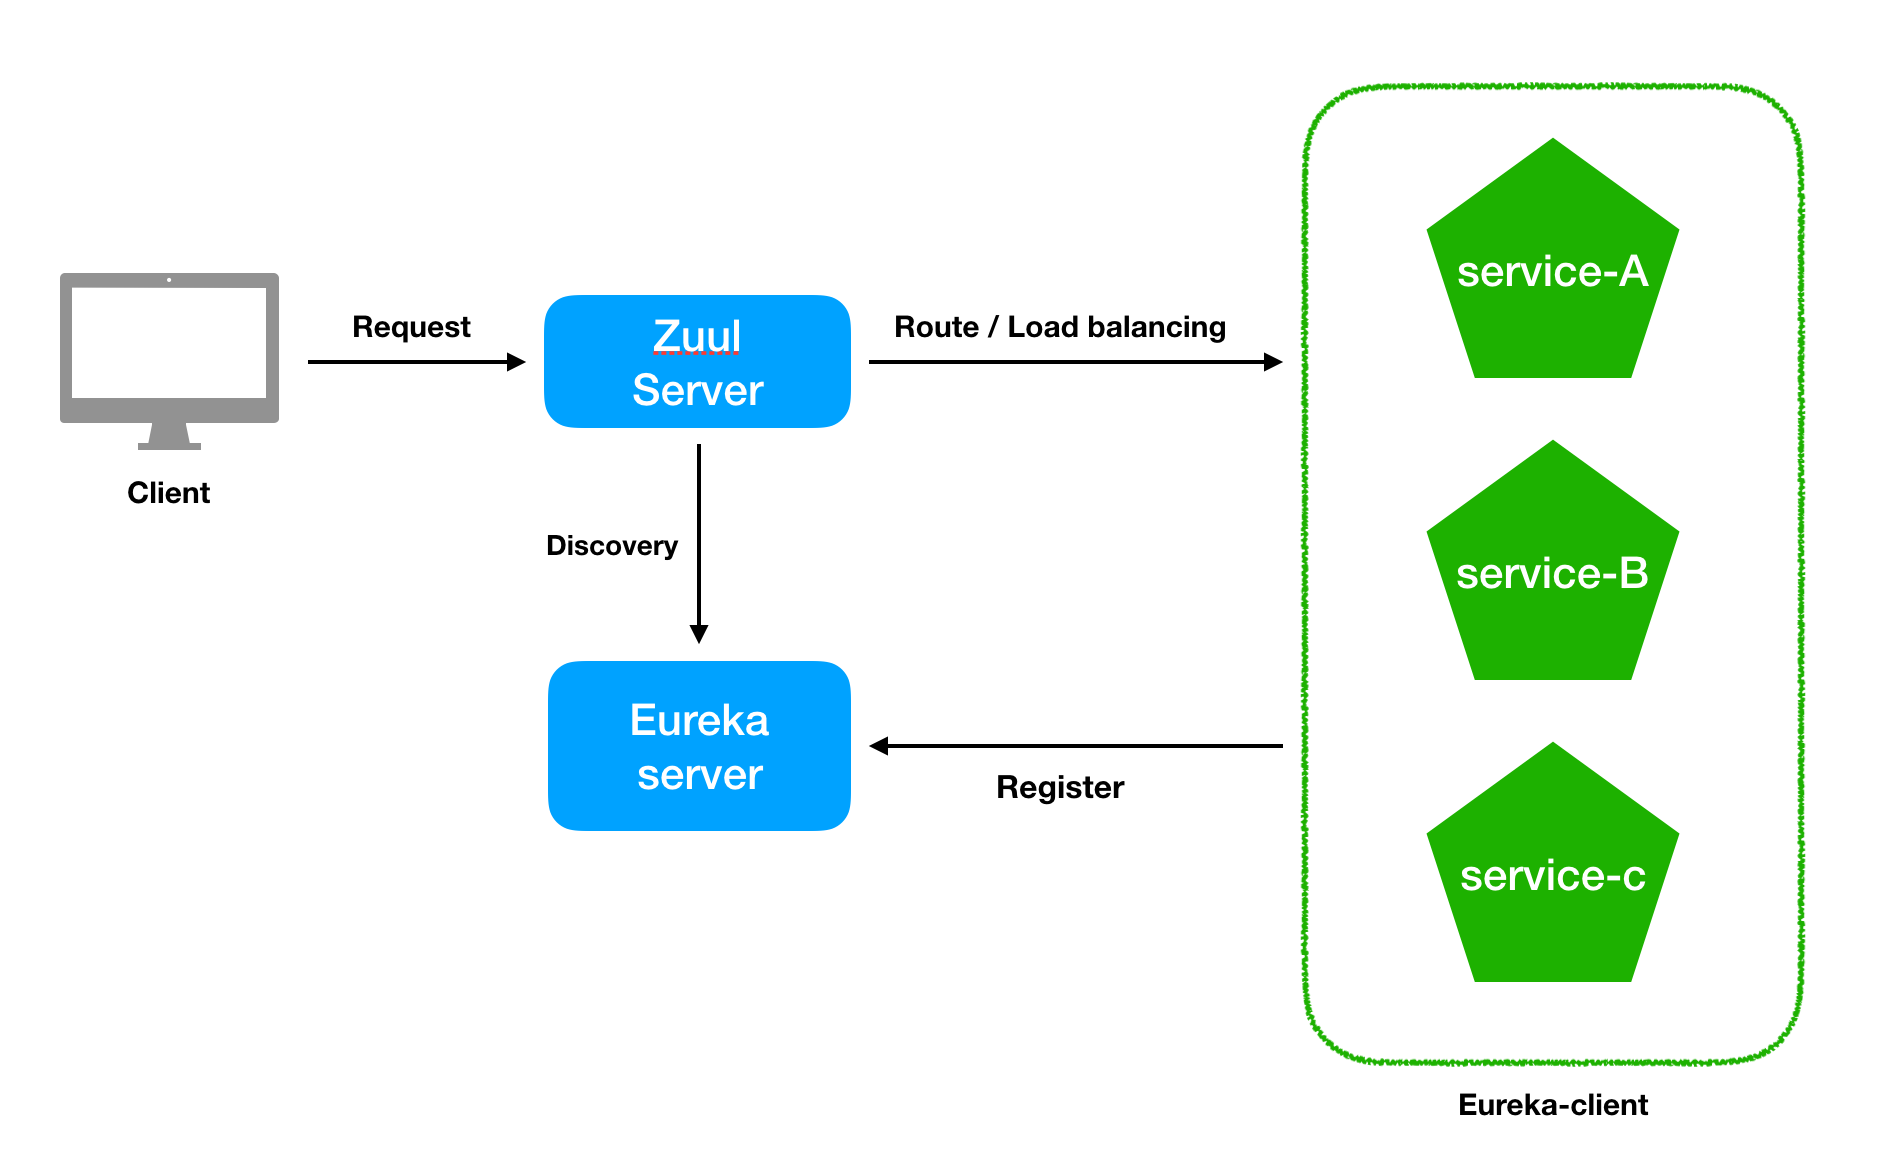 Request
Zuul
Server
Route / Load balancing
service-A
Client
Discovery
service-B
Eureka
server
Register
service-c
Eureka-client